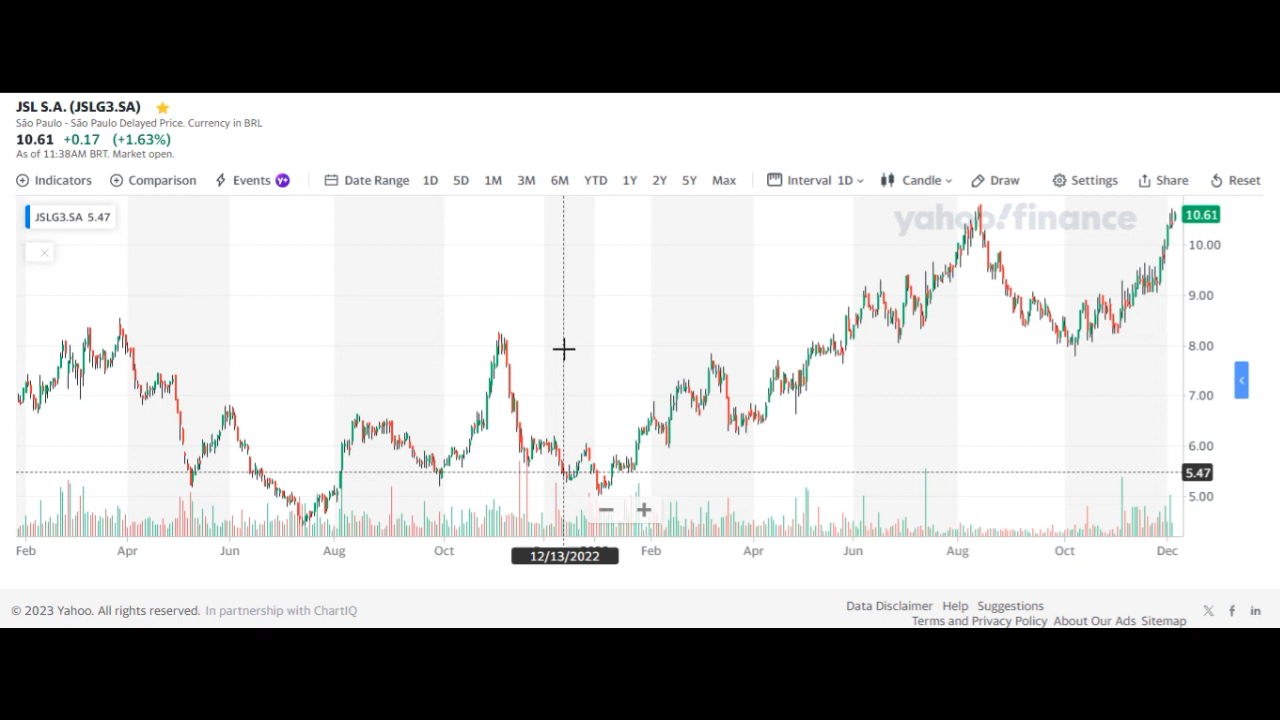 JSL S.A. (JSLG3.SA)
São Paulo - São Paulo Delayed Price. Currency in BRL
10.61 +0.17 (+1.63%)
As of 11:38AM BRT. Market open.
Indicators Comparison Events Y+ Date Range 1D 5D 1M 3M 6M YTD 1Y 2Y 5Y Max Interval 1D Candle Draw Settings Share Reset
JSLG3.SA 5.47
yahoo!finance
10.61
10.00
9.00
8.00
7.00
6.00
5.47
5.00
Feb Apr Jun Aug Oct Feb Apr Jun Aug Oct Dec
12/13/2022
© 2023 Yahoo. All rights reserved. In partnership with ChartIQ
Data Disclaimer Help Suggestions
Terms and Privacy Policy About Our Ads Sitemap